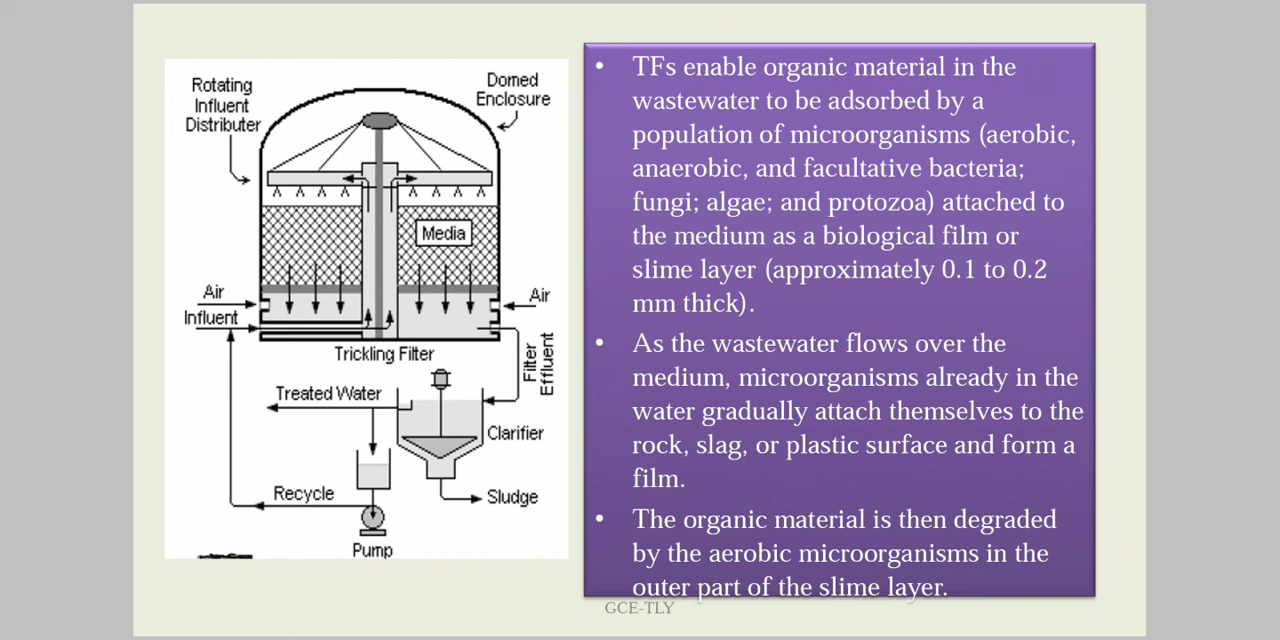 Rotating
Influent
Distributer
Domed
Enclosure
Media
Air
Air
Influent
Trickling Filter
Filter
Effluent
Treated Water
Clarifier
Recycle
Sludge
Pump
• TFs enable organic material in the
wastewater to be adsorbed by a
population of microorganisms (aerobic,
anaerobic, and facultative bacteria;
fungi; algae; and protozoa) attached to
the medium as a biological film or
slime layer (approximately 0.1 to 0.2
mm thick).
• As the wastewater flows over the
medium, microorganisms already in the
water gradually attach themselves to the
rock, slag, or plastic surface and form a
film.
• The organic material is then degraded
by the aerobic microorganisms in the
outer part of the slime layer.
GCE-TLY